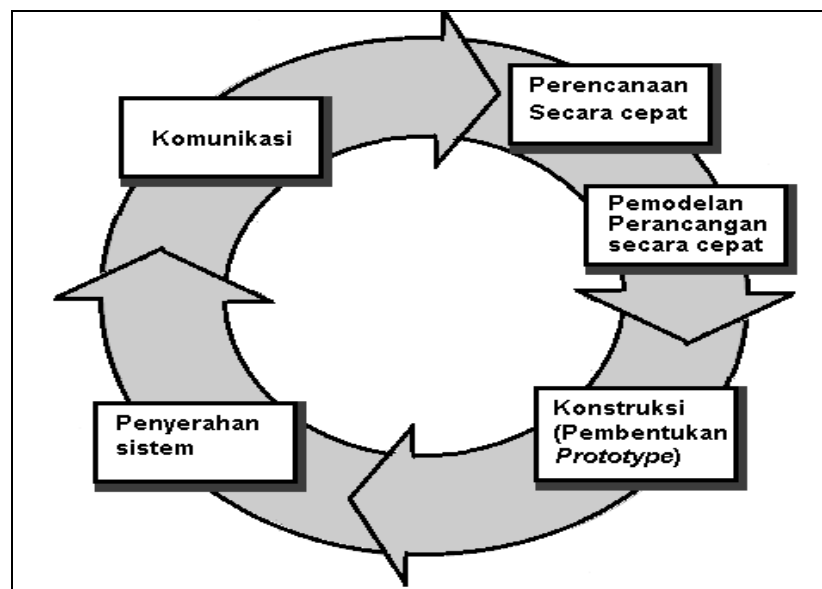 Komunikasi
Perencanaan
Secara cepat
Pemodelan
Perancangan
secara cepat
Konstruksi
(Pembentukan
Prototype)
Penyerahan
sistem